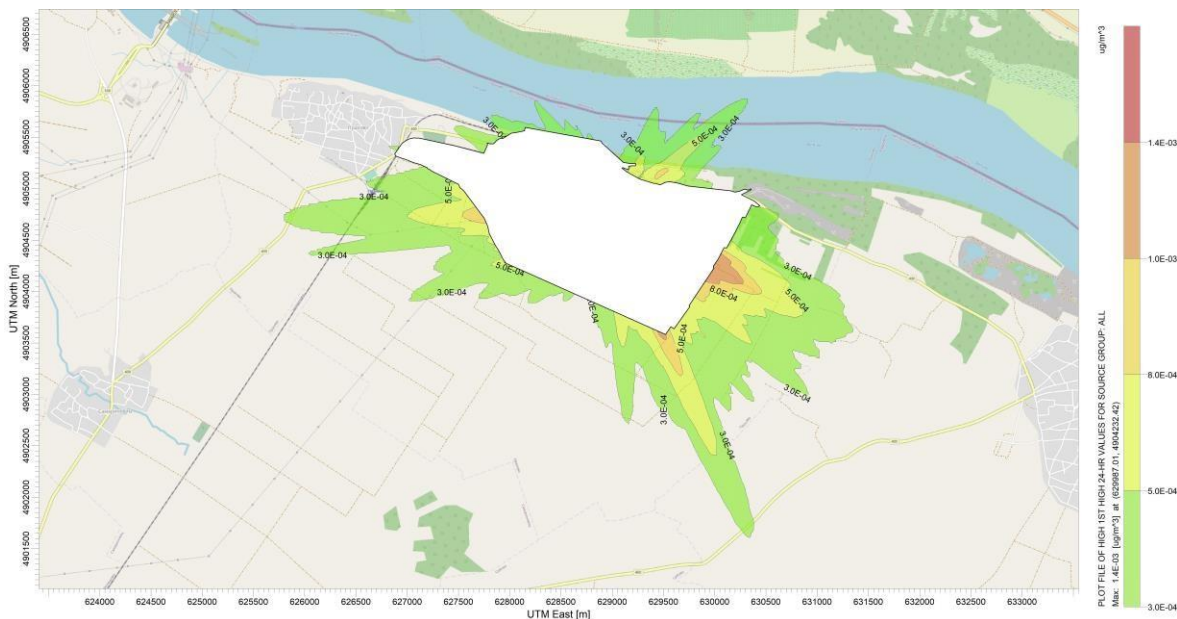 ug/m^3
1.4E-03
1.0E-03
8.0E-04
5.0E-04
3.0E-04
PLOT FILE OF HIGH 1ST HIGH 24-HR VALUES FOR SOURCE GROUP: ALL
Max: 1.4E-03 [ug/m^3] at (629987.01, 4904232.42)
UTM North [m]
4906500
4906000
4905500
4905000
4904500
4904000
4903500
4903000
4902500
4902000
4901500
3.0E-04
3.0E-04
5.0E-04
3.0E-04
3.0E-04
5.0E-0
3.0E-04
5.0E-04
3.0E-04
3.0E-04
5.0E-04
8.0E-04
.0E-04
5.0E-04
3.0E-04
3.0E-04
3.0E-04
624000 624500 625000 625500 626000 626500 627000 627500 628000 628500 629000 629500 630000 630500 631000 631500 632000 632500 633000
UTM East [m]